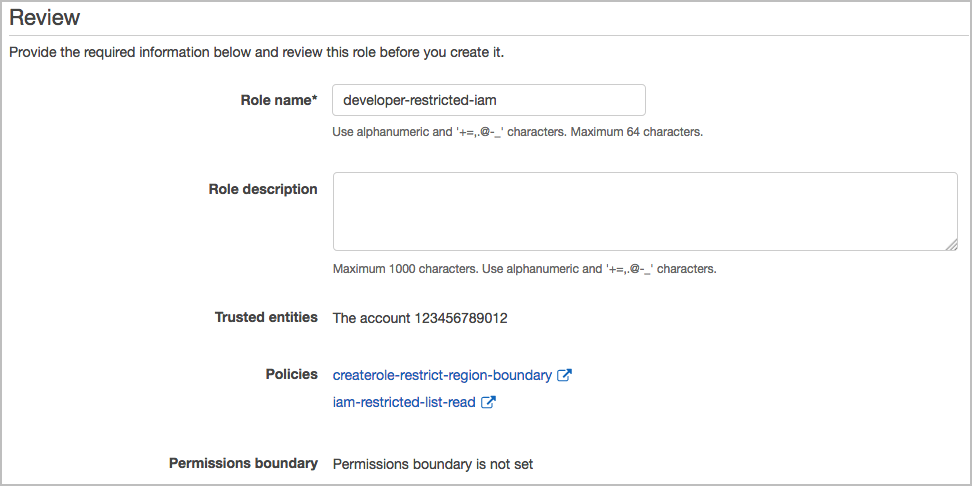 Review
Provide the required information below and review this role before you create it.
Role name* developer-restricted-iam
Use alphanumeric and '+=,.@-_' characters. Maximum 64 characters.
Role description
Maximum 1000 characters. Use alphanumeric and '+=,.@-_' characters.
Trusted entities The account 123456789012
Policies createrole-restrict-region-boundary
iam-restricted-list-read
Permissions boundary Permissions boundary is not set